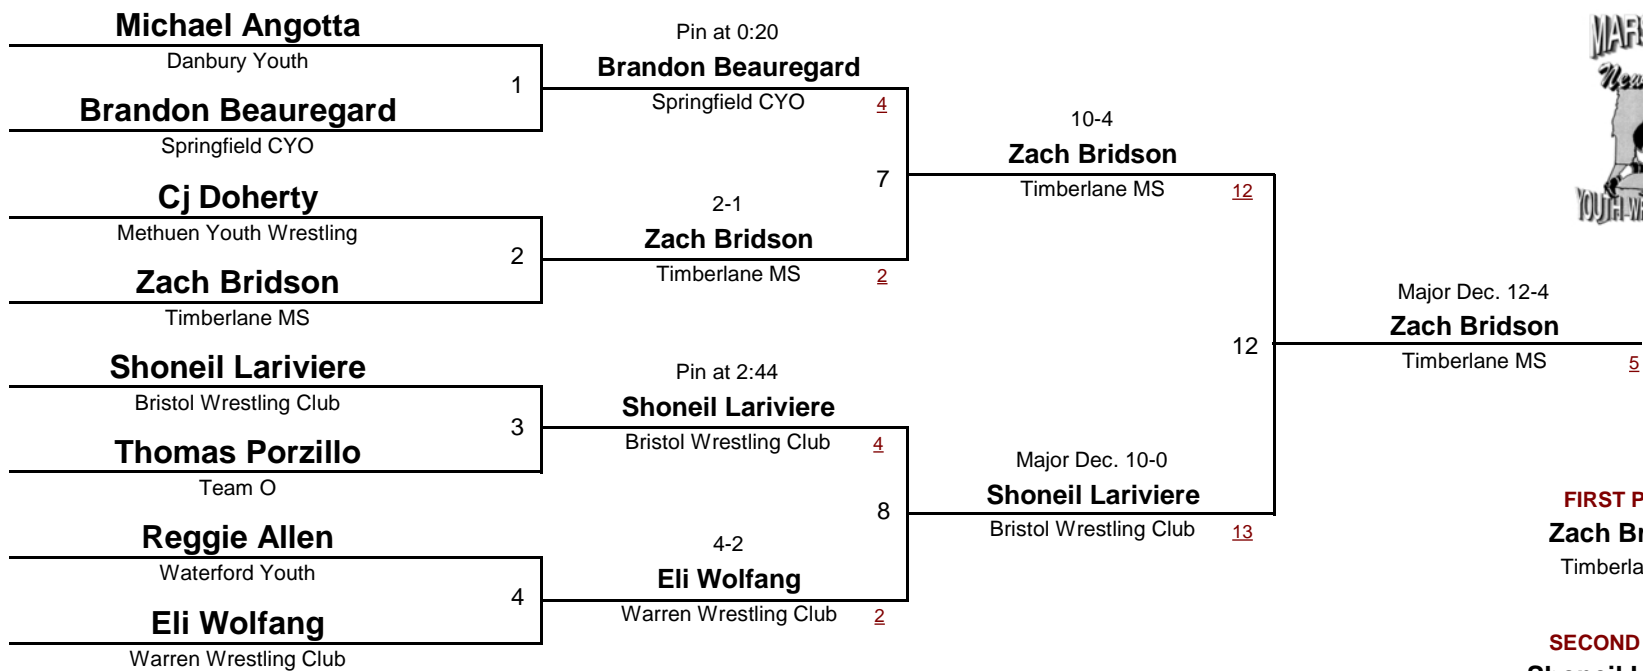 Michael Angotta
Danbury Youth
1
Brandon Beauregard
Springfield CYO
Cj Doherty
Methuen Youth Wrestling
2
Zach Bridson
Timberlane MS
Shoneil Lariviere
Bristol Wrestling Club
3
Thomas Porzillo
Team O
Reggie Allen
Waterford Youth
4
Eli Wolfang
Warren Wrestling Club
Pin at 0:20
Brandon Beauregard
Springfield CYO 4
7
2-1
Zach Bridson
Timberlane MS 2
Pin at 2:44
Shoneil Lariviere
Bristol Wrestling Club 4
8
4-2
Eli Wolfang
Warren Wrestling Club 2
10-4
Zach Bridson
Timberlane MS 12
12
Major Dec. 10-0
Shoneil Lariviere
Bristol Wrestling Club 13
Major Dec. 12-4
Zach Bridson
Timberlane MS 5
FIRST P
Zach Br
Timberla
SECOND